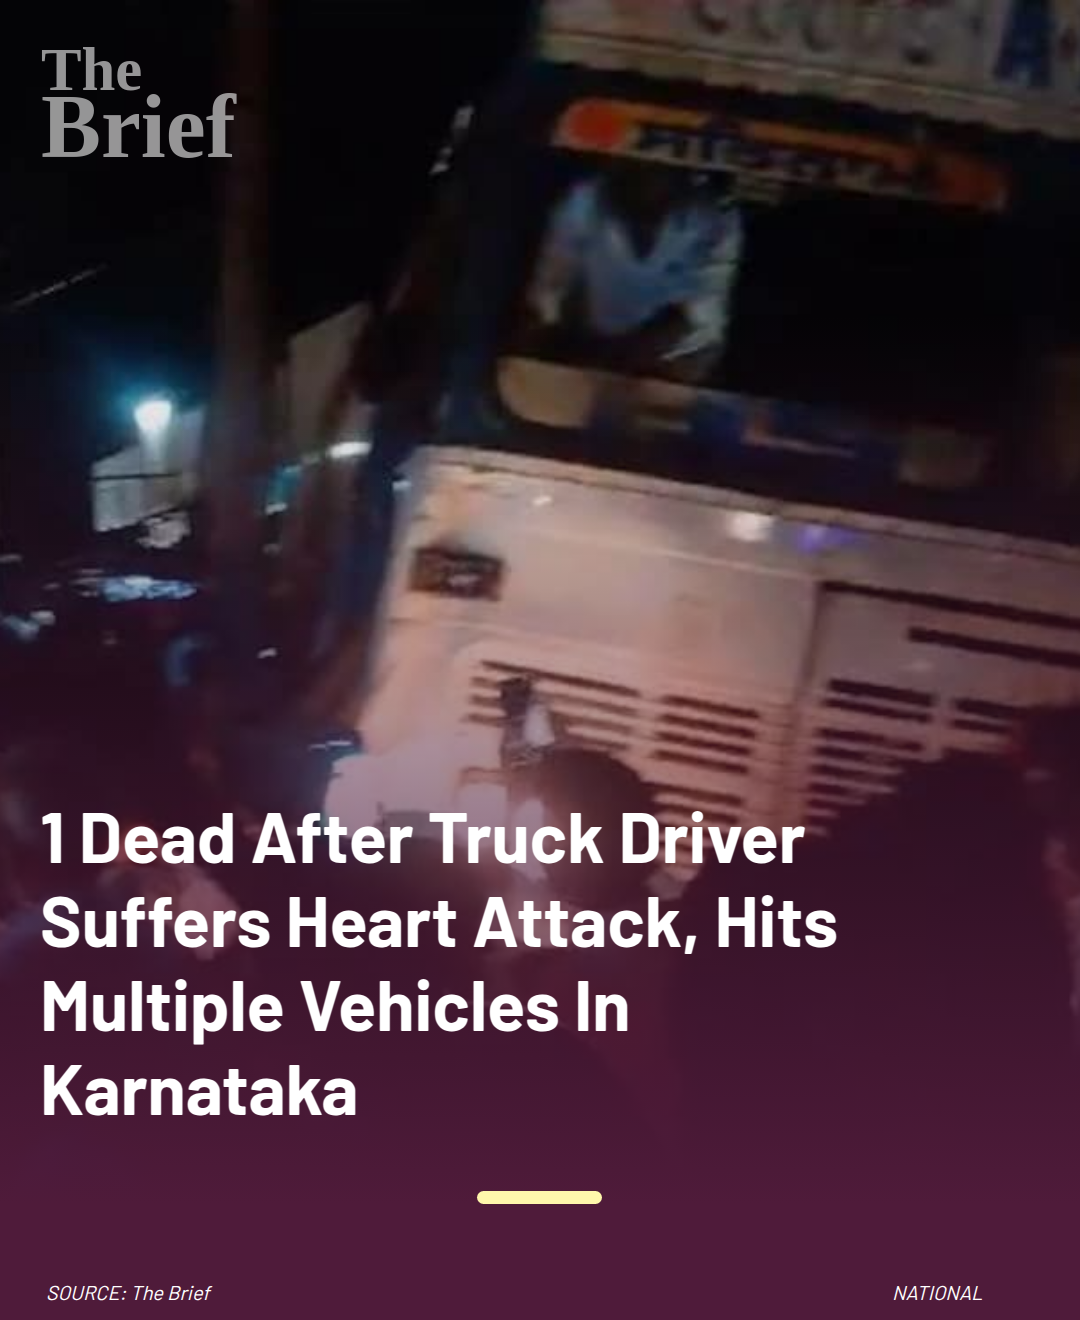 The
Brief
1 Dead After Truck Driver
Suffers Heart Attack, Hits
Multiple Vehicles In
Karnataka
SOURCE: The Brief
NATIONAL